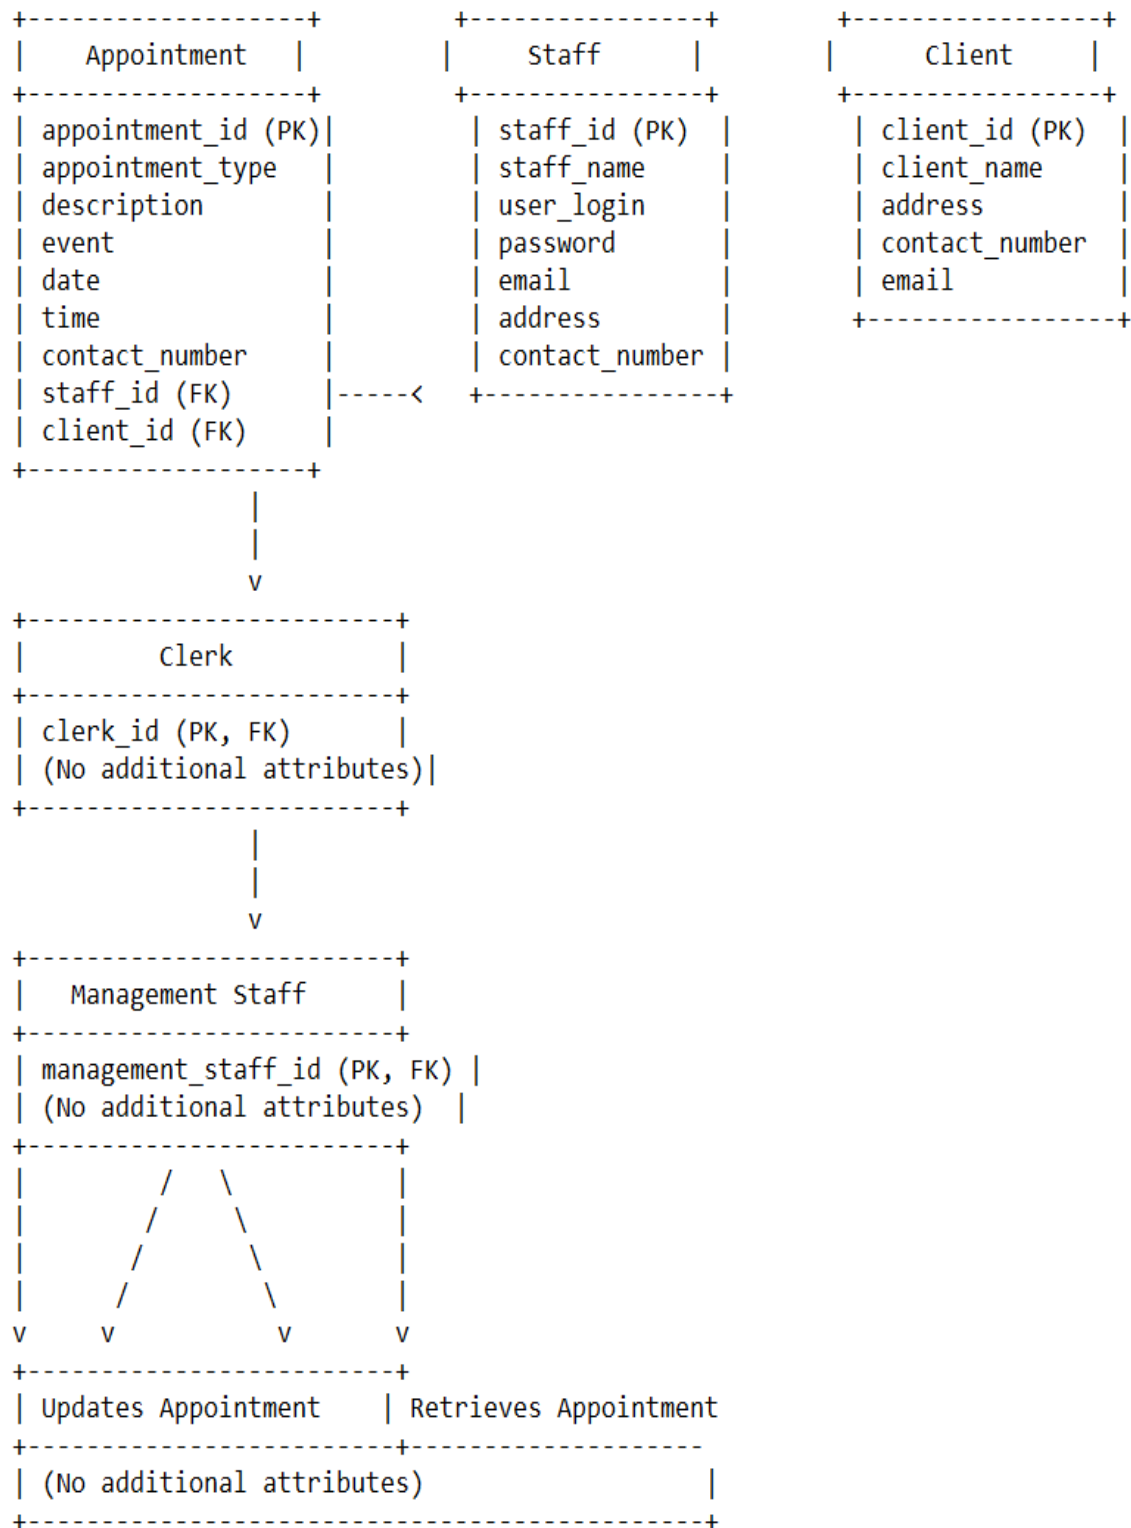 +-------------------+ +----------------+ +-----------------+
| Appointment | | Staff | | Client |
+-------------------+ +----------------+ +-----------------+
| appointment_id (PK)| | staff_id (PK) | | client_id (PK) |
| appointment_type | | staff_name | | client_name |
| description | | user_login | | address |
| event | | password | | contact_number |
| date | | email | | email |
| time | | address | +-----------------+
| contact_number | | contact_number |
| staff_id (FK) |-----< +----------------+
| client_id (FK) |
+-------------------+
|
|
v
+-------------------------+
| Clerk |
+-------------------------+
| clerk_id (PK, FK) |
| (No additional attributes)|
+-------------------------+
|
|
v
+-------------------------+
| Management Staff |
+-------------------------+
| management_staff_id (PK, FK) |
| (No additional attributes) |
+-------------------------+
| / \ |
| / \ |
| / \ |
| / \ |
v v v v
+-------------------------+
| Updates Appointment | Retrieves Appointment
+-------------------------+--------------------
| (No additional attributes) |
+----------------------------------------------+